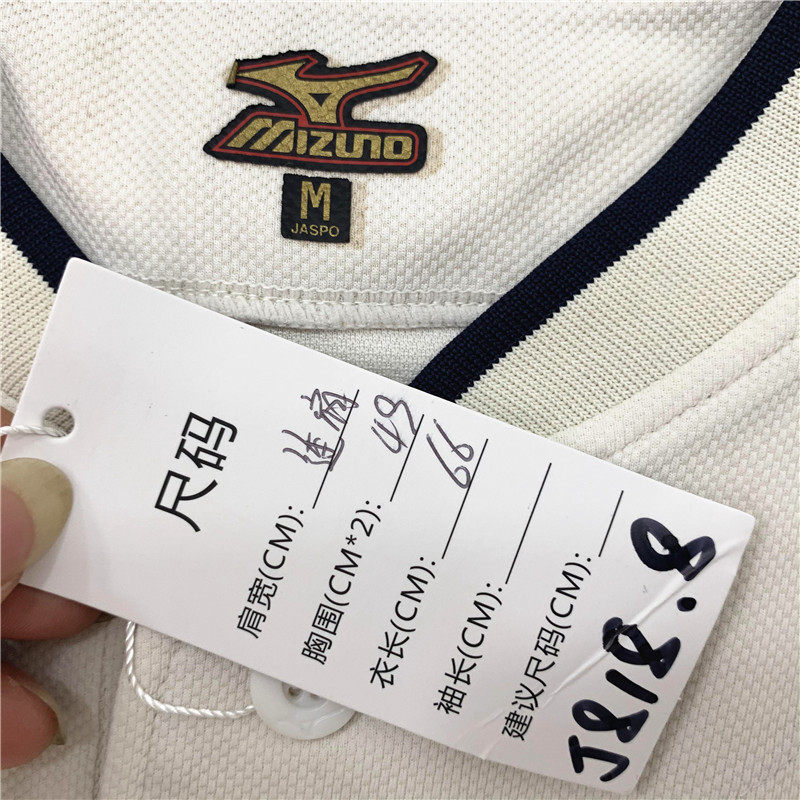 MIZUNO
M
JASPO
尺码
肩宽(CM): 连肩
胸围(CM*2): 49
衣长(CM): 66
袖长(CM):
建议尺码(CM):
J818.8